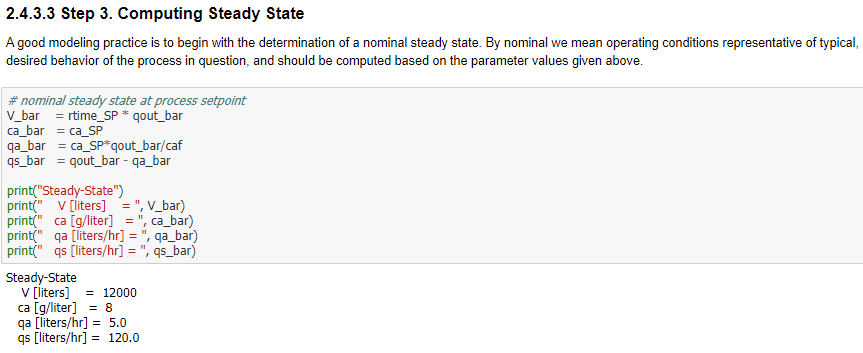 2.4.3.3 Step 3. Computing Steady State
A good modeling practice is to begin with the determination of a nominal steady state. By nominal we mean operating conditions representative of typical,
desired behavior of the process in question, and should be computed based on the parameter values given above.
# nominal steady state at process setpoint
V_bar   = rtime_SP * qout_bar
ca_bar  = ca_SP
qa_bar  = ca_SP*qout_bar/caf
qs_bar  = qout_bar - qa_bar
print("Steady-State")
print("   V [liters]    = ", V_bar)
print("   ca [g/liter]   = ", ca_bar)
print("   qa [liters/hr] = ", qa_bar)
print("   qs [liters/hr] = ", qs_bar)
Steady-State
   V [liters]    =  12000
   ca [g/liter]   =  8
   qa [liters/hr] =  5.0
   qs [liters/hr] =  120.0